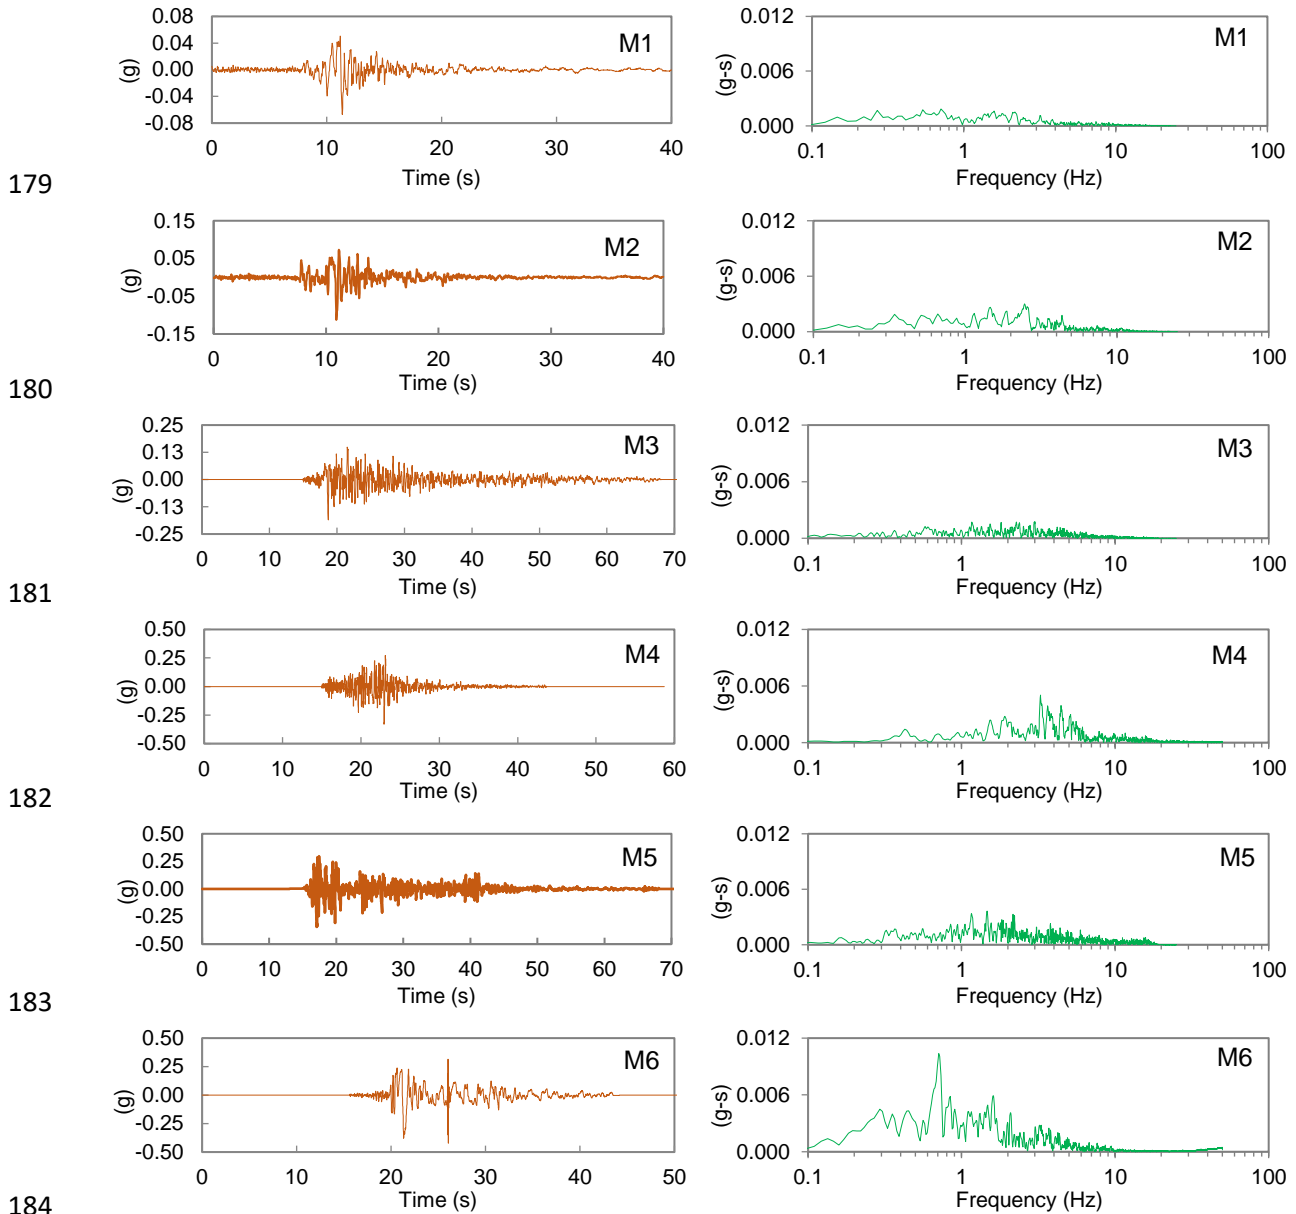 0.08
0.04
0.00
-0.04
-0.08
(g)
M1
0 10 20 30 40
Time (s)
0.012
0.006
0.000
(g-s)
M1
0.1 1 10 100
Frequency (Hz)
179
0.15
0.05
-0.05
-0.15
(g)
M2
0 10 20 30 40
Time (s)
0.012
0.006
0.000
(g-s)
M2
0.1 1 10 100
Frequency (Hz)
180
0.25
0.13
0.00
-0.13
-0.25
(g)
M3
0 10 20 30 40 50 60 70
Time (s)
0.012
0.006
0.000
(g-s)
M3
0.1 1 10 100
Frequency (Hz)
181
0.50
0.25
0.00
-0.25
-0.50
(g)
M4
0 10 20 30 40 50 60
Time (s)
0.012
0.006
0.000
(g-s)
M4
0.1 1 10 100
Frequency (Hz)
182
0.50
0.25
0.00
-0.25
-0.50
(g)
M5
0 10 20 30 40 50 60 70
Time (s)
0.012
0.006
0.000
(g-s)
M5
0.1 1 10 100
Frequency (Hz)
183
0.50
0.25
0.00
-0.25
-0.50
(g)
M6
0 10 20 30 40 50
Time (s)
0.012
0.006
0.000
(g-s)
M6
0.1 1 10 100
Frequency (Hz)
184